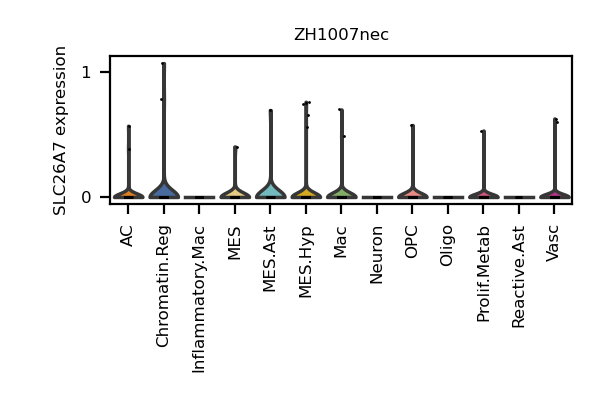 ZH1007nec
SLC26A7 expression
1
0
AC
Chromatin.Reg
Inflammatory.Mac
MES
MES.Ast
MES.Hyp
Mac
Neuron
OPC
Oligo
Prolif.Metab
Reactive.Ast
Vasc